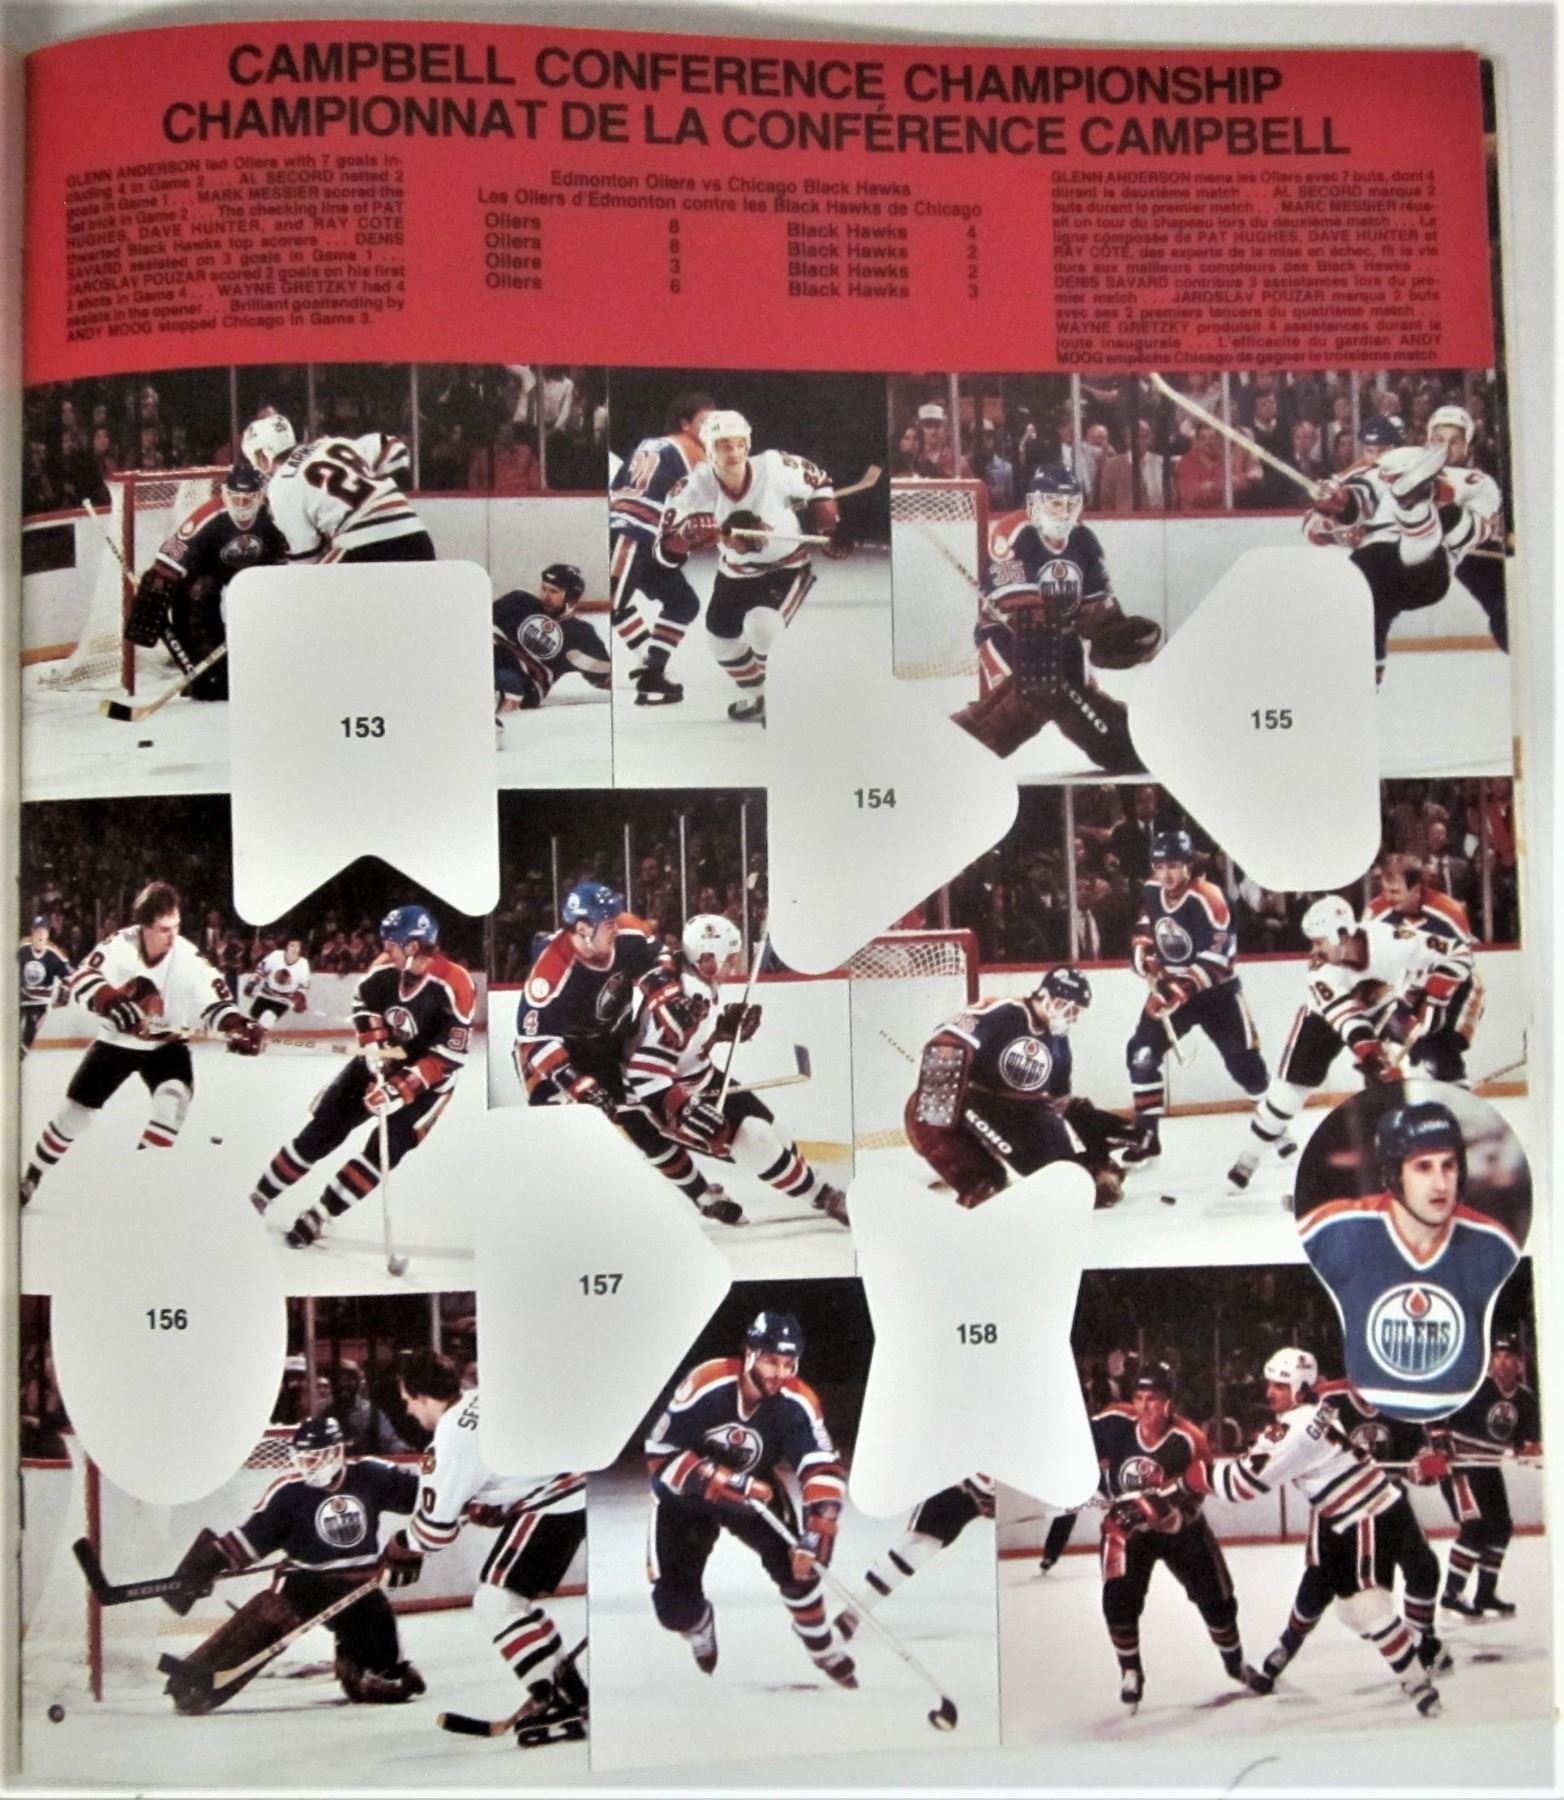 CAMPBELL CONFERENCE CHAMPIONSHIP
CHAMPIONNAT DE LA CONFÉRENCE CAMPBELL
GLENN ANDERSON led Oilers with 7 goals in-
cluding 4 in Game 2 . . . AL SECORD netted 2
goals in Game 1 . . . MARK MESSIER scored the
hat trick in Game 2 . . . The checking line of PAT
HUGHES, DAVE HUNTER, and RAY COTE
thwarted Black Hawks top scorers . . . DENIS
SAVARD assisted on 3 goals in Game 1 . . .
JAROSLAV POUZAR scored 2 goals on his first
2 shots in Game 4 . . . WAYNE GRETZKY had 4
assists in the opener . . . Brilliant goaltending by
ANDY MOOG stopped Chicago in Game 3.
Edmonton Oilers vs Chicago Black Hawks
Les Oilers d'Edmonton contre les Black Hawks de Chicago
Oilers 8 Black Hawks 4
Oilers 8 Black Hawks 2
Oilers 3 Black Hawks 2
Oilers 6 Black Hawks 3
GLENN ANDERSON mena les Oilers avec 7 buts, dont 4
durant le deuxième match . . . AL SECORD marqua 2
buts durant le premier match . . . MARC MESSIER réus-
sit un tour du chapeau lors du deuxième match . . . La
ligne composée de PAT HUGHES, DAVE HUNTER et
RAY COTE, des experts de la mise en échec, fit la vie
dure aux meilleurs compteurs des Black Hawks . . .
DENIS SAVARD contribua 3 assistances lors du pre-
mier match . . . JAROSLAV POUZAR marqua 2 buts
avec ses 2 premiers lancers du quatrième match . . .
WAYNE GRETZKY produisit 4 assistances durant la
joute inaugurale . . . L'efficacité du gardien ANDY
MOOG empêcha Chicago de gagner le troisième match.
28
35
OILERS
KOHO
153
154
155
20
KOHO
OILERS
KOHO
156
157
158
OILERS
OILERS
KOHO